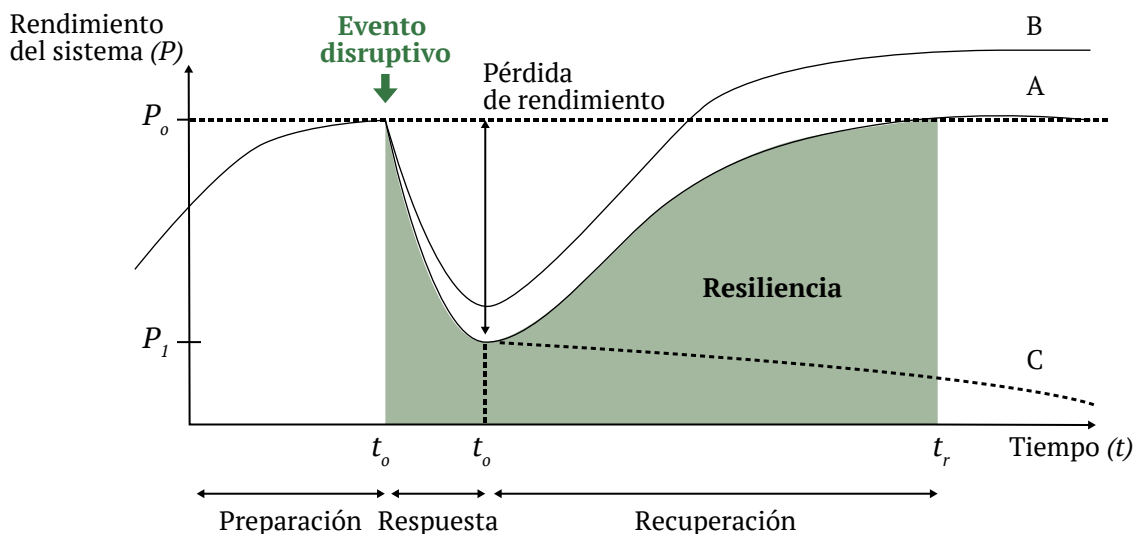 Rendimiento
del sistema (P)
Evento
disruptivo
Pérdida
de rendimiento
B
A
Po
Resiliencia
P1
C
to
to
tr
Tiempo (t)
Preparación
Respuesta
Recuperación